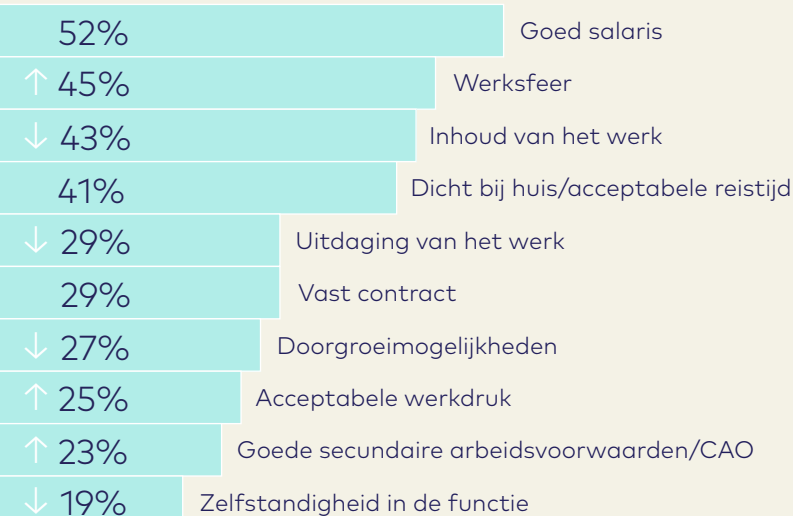 52% Goed salaris
↑ 45% Werksfeer
↓ 43% Inhoud van het werk
41% Dicht bij huis/acceptabele reistijd
↓ 29% Uitdaging van het werk
29% Vast contract
↓ 27% Doorgroeimogelijkheden
↑ 25% Acceptabele werkdruk
↑ 23% Goede secundaire arbeidsvoorwaarden/CAO
↓ 19% Zelfstandigheid in de functie